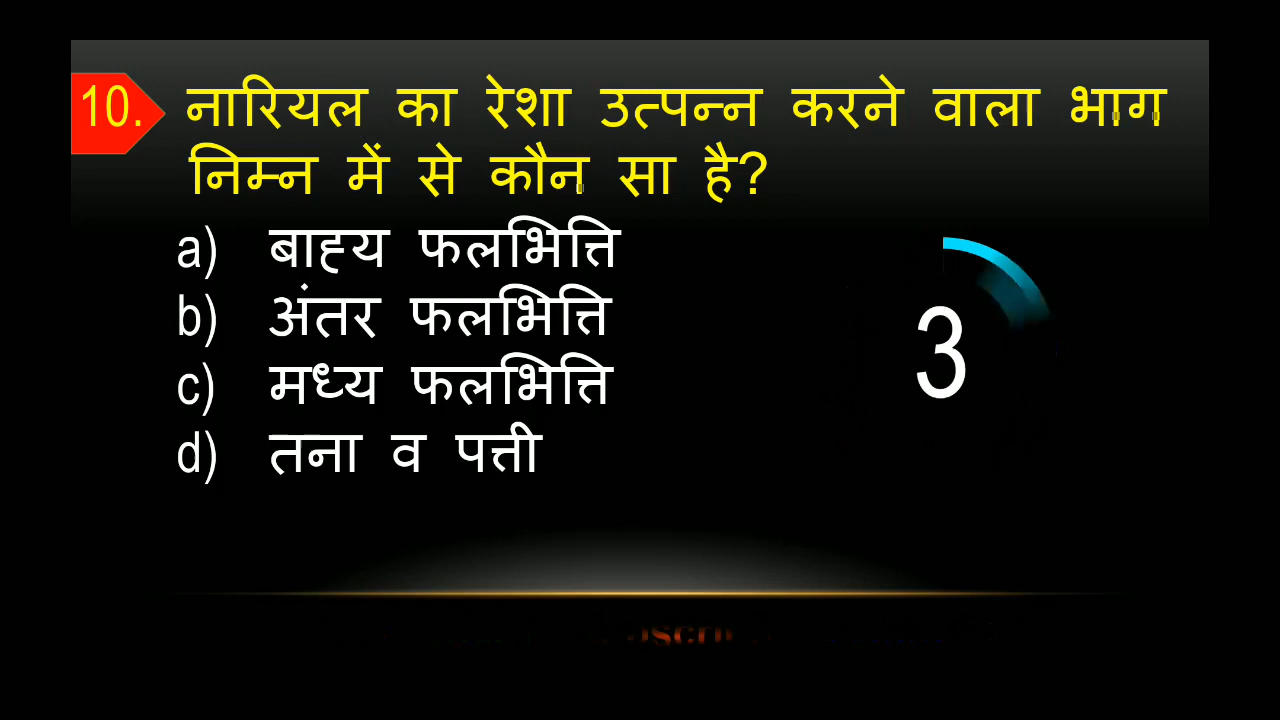 10. नारियल का रेशा उत्पन्न करने वाला भाग
निम्न में से कौन सा है?
a) बाह्य फलभित्ति
b) अंतर फलभित्ति
c) मध्य फलभित्ति
d) तना व पत्ती
3